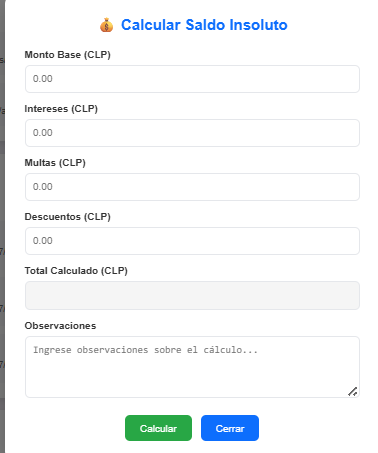 Calcular Saldo Insoluto
Monto Base (CLP)
0.00
Intereses (CLP)
0.00
Multas (CLP)
0.00
Descuentos (CLP)
0.00
Total Calculado (CLP)
Observaciones
Ingrese observaciones sobre el cálculo...
Calcular Cerrar